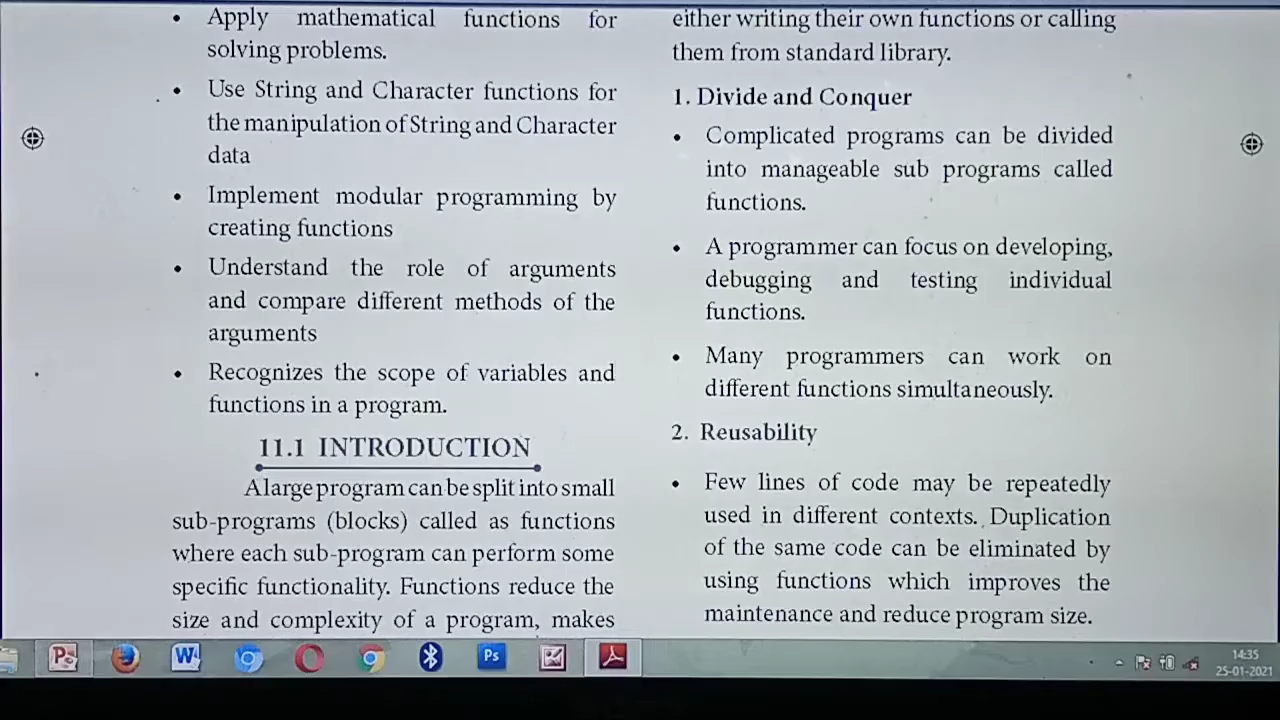 • Apply mathematical functions for
solving problems.
• Use String and Character functions for
the manipulation of String and Character
data
• Implement modular programming by
creating functions
• Understand the role of arguments
and compare different methods of the
arguments
• Recognizes the scope of variables and
functions in a program.
11.1 INTRODUCTION
A large program can be split into small
sub-programs (blocks) called as functions
where each sub-program can perform some
specific functionality. Functions reduce the
size and complexity of a program, makes
either writing their own functions or calling
them from standard library.
1. Divide and Conquer
• Complicated programs can be divided
into manageable sub programs called
functions.
• A programmer can focus on developing,
debugging and testing individual
functions.
• Many programmers can work on
different functions simultaneously.
2. Reusability
• Few lines of code may be repeatedly
used in different contexts. Duplication
of the same code can be eliminated by
using functions which improves the
maintenance and reduce program size.
W
Ps
14:35
25-01-2021